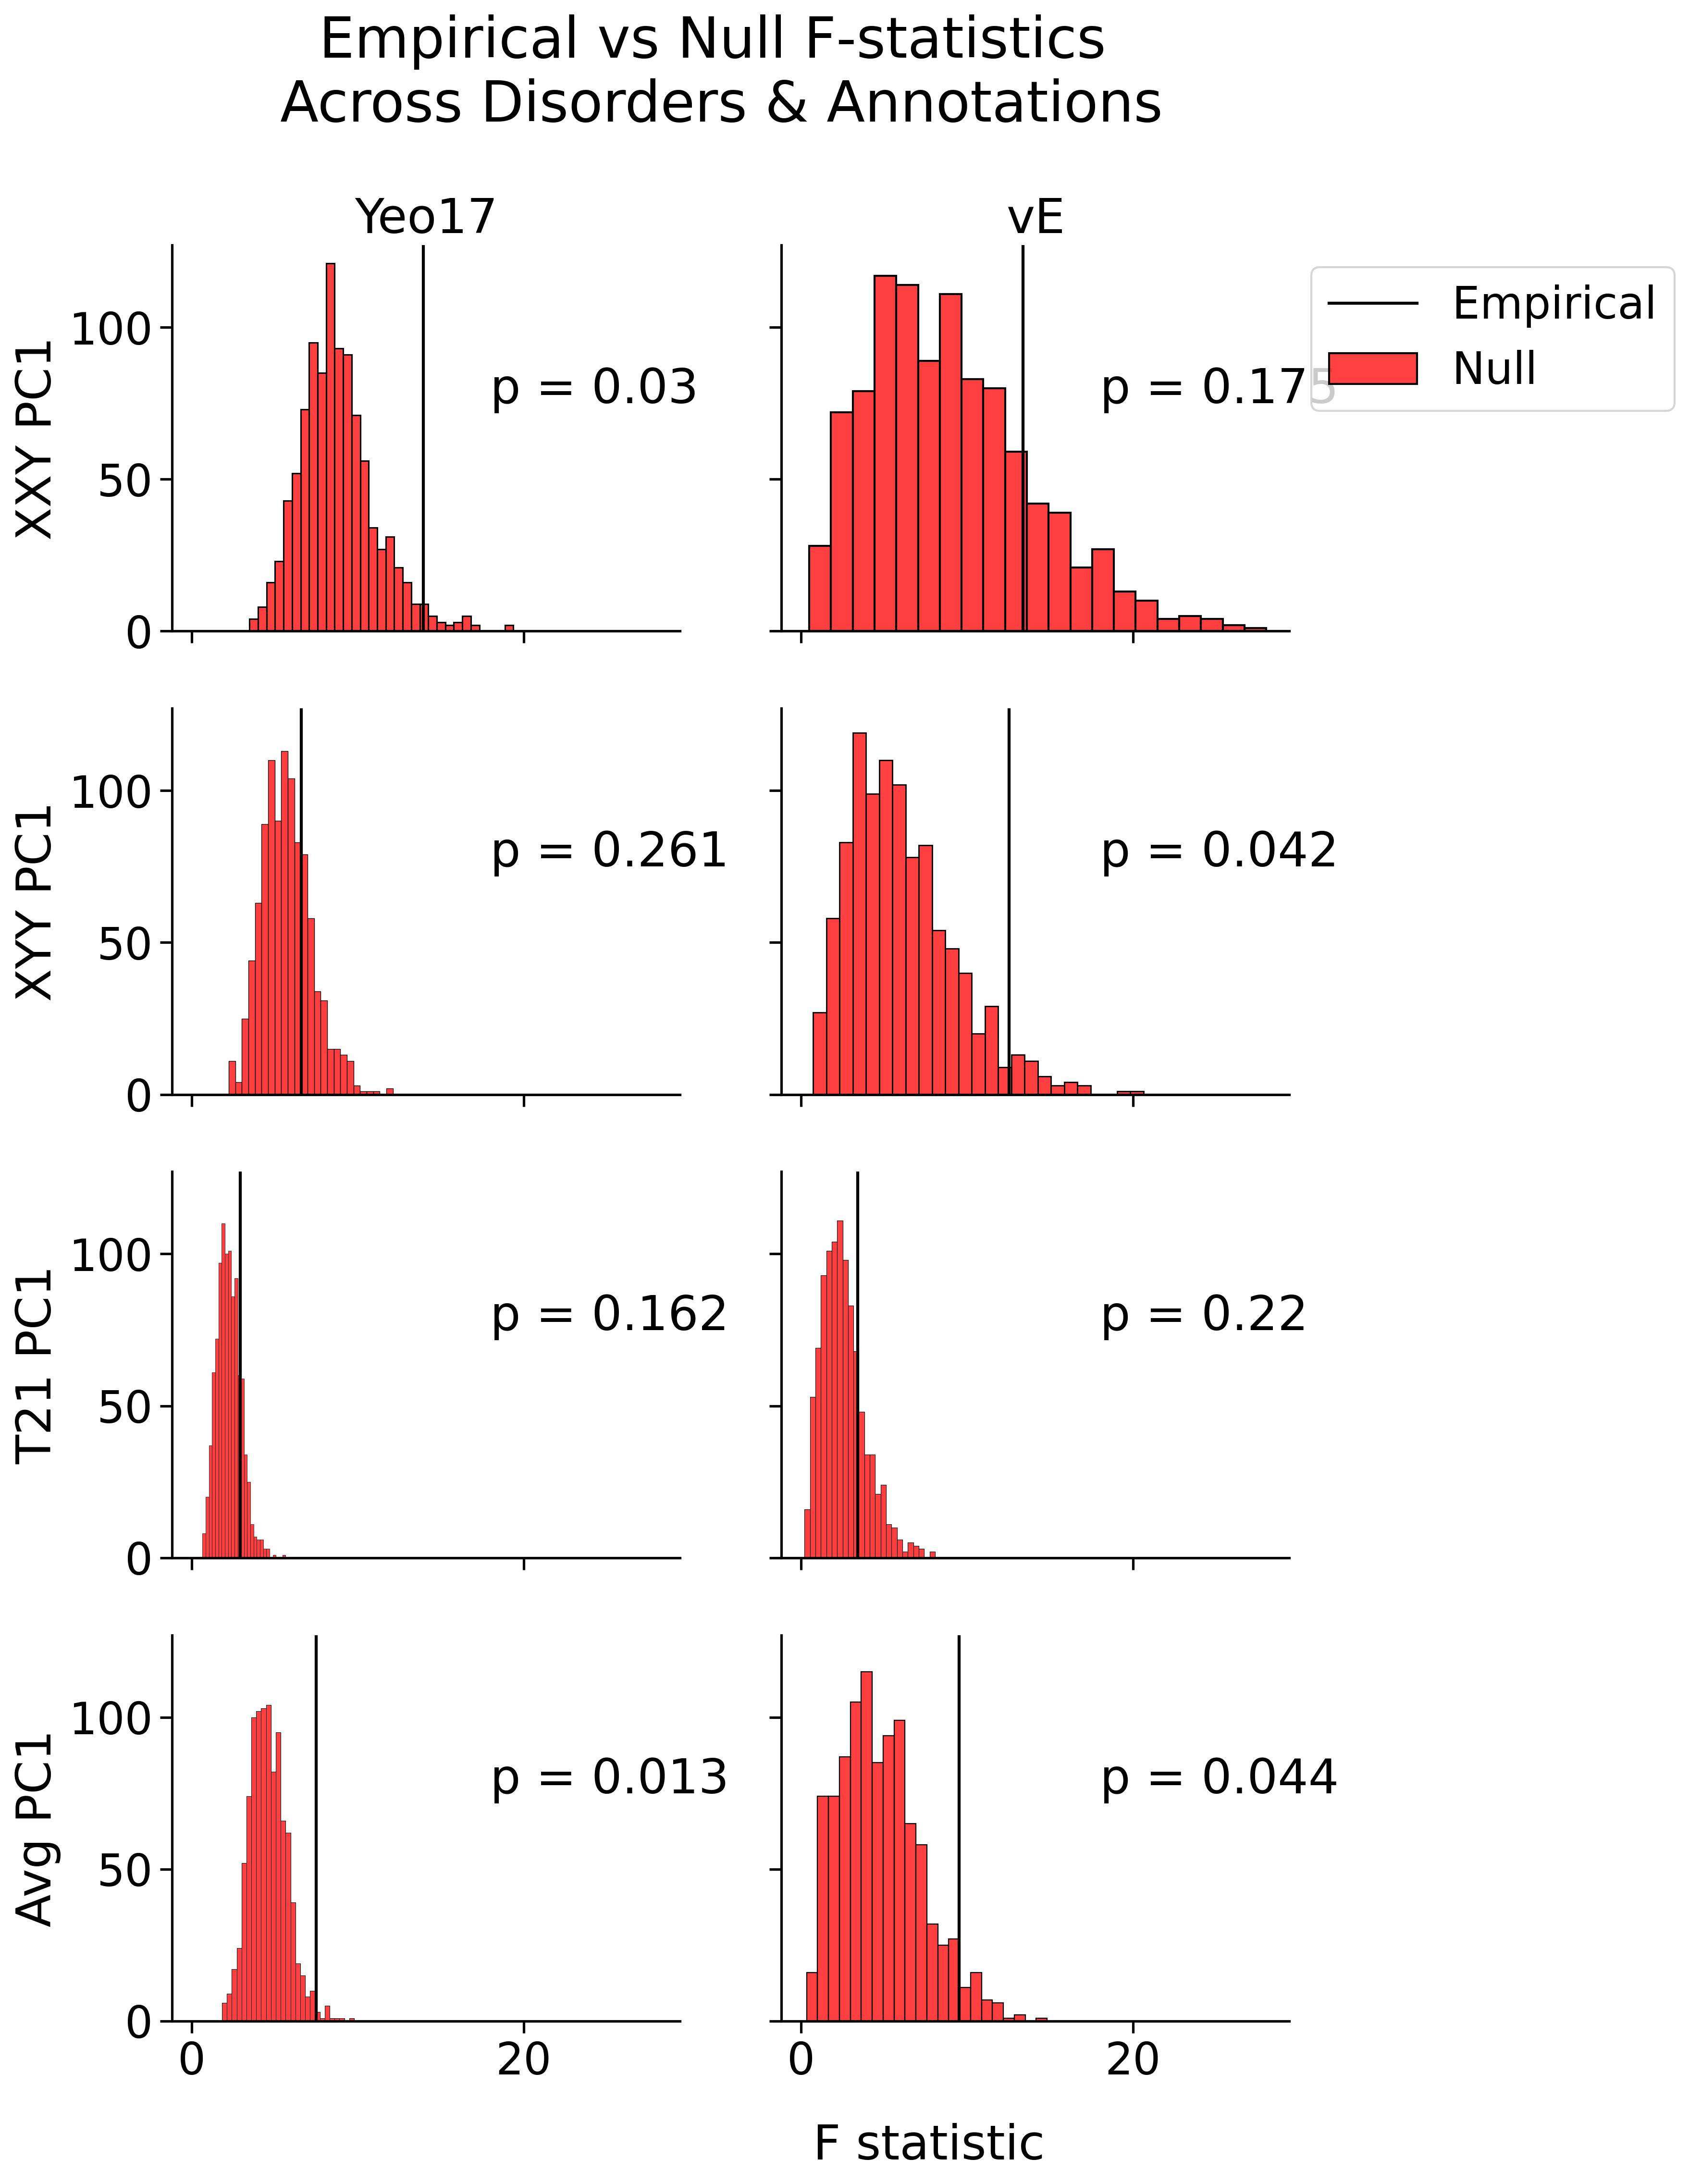 Empirical vs Null F-statistics
Across Disorders & Annotations
Yeo17
vE
XXY PC1
100
50
0
p = 0.03
p = 0.175
Empirical
Null
XYY PC1
100
50
0
p = 0.261
p = 0.042
T21 PC1
100
50
0
p = 0.162
p = 0.22
Avg PC1
100
50
0
p = 0.013
p = 0.044
0
20
0
20
F statistic